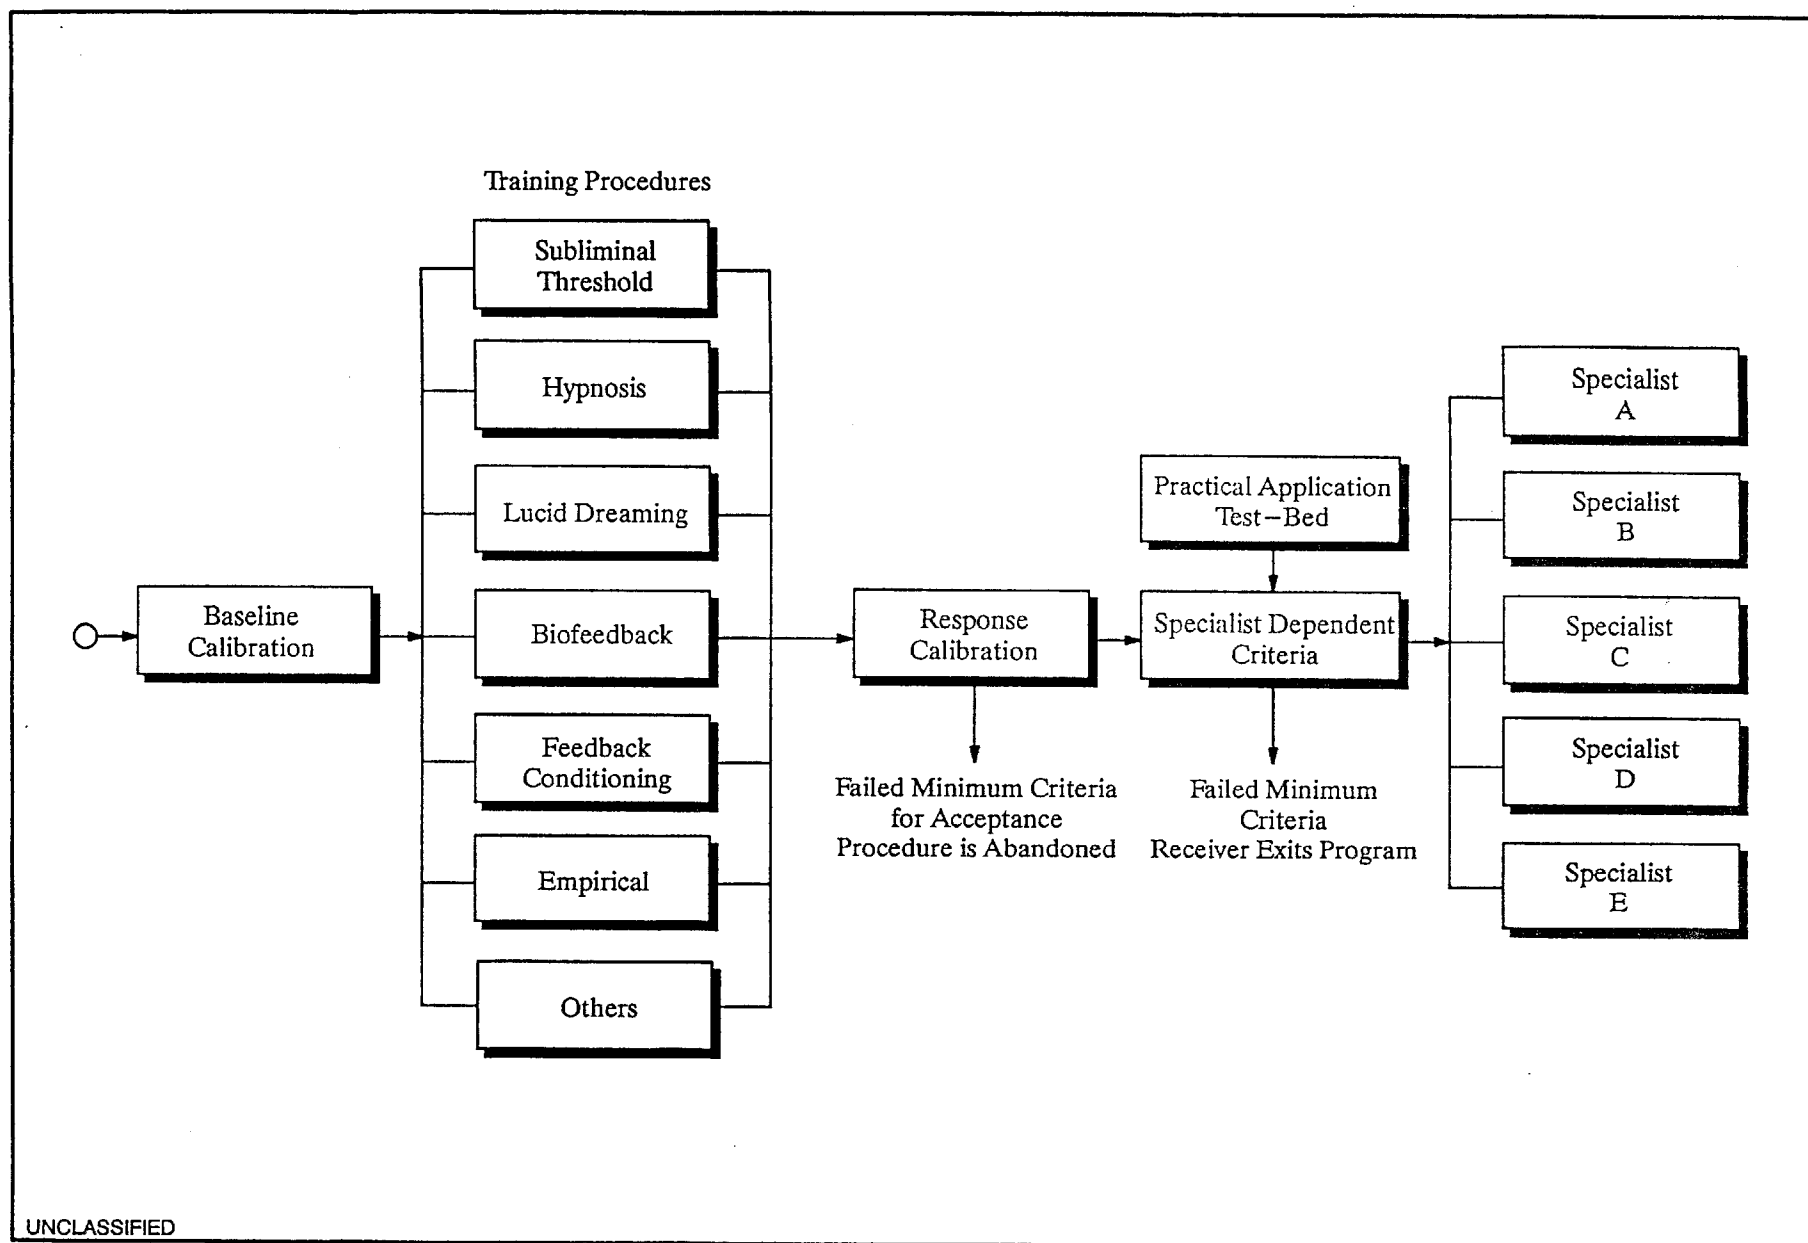 Training Procedures
Subliminal
Threshold
Hypnosis
Lucid Dreaming
Biofeedback
Feedback
Conditioning
Empirical
Others
Baseline
Calibration
Response
Calibration
Failed Minimum Criteria
for Acceptance
Procedure is Abandoned
Practical Application
Test–Bed
Specialist Dependent
Criteria
Failed Minimum
Criteria
Receiver Exits Program
Specialist
A
Specialist
B
Specialist
C
Specialist
D
Specialist
E
UNCLASSIFIED